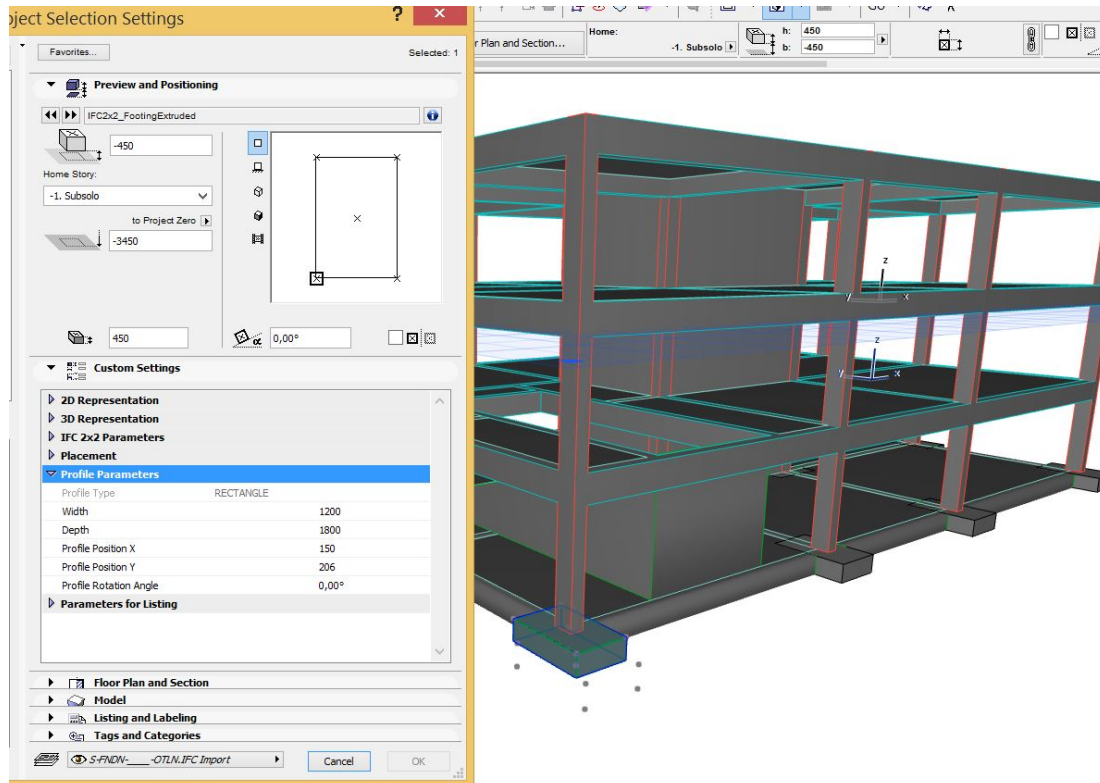 oject Selection Settings
?
x
Favorites...
Selected: 1
Preview and Positioning
IFC2x2_FootingExtruded
i
-450
Home Story:
-1. Subsolo
to Project Zero
-3450
450
α
0,00°
Custom Settings
2D Representation
3D Representation
IFC 2x2 Parameters
Placement
Profile Parameters
Profile Type RECTANGLE
Width 1200
Depth 1800
Profile Position X 150
Profile Position Y 206
Profile Rotation Angle 0,00°
Parameters for Listing
Floor Plan and Section
Model
Listing and Labeling
Tags and Categories
S-FNDN-____-OTLN.IFC Import
Cancel
OK
r Plan and Section...
Home:
-1. Subsolo
h: 450
b: -450
z
y
x
z
y
x